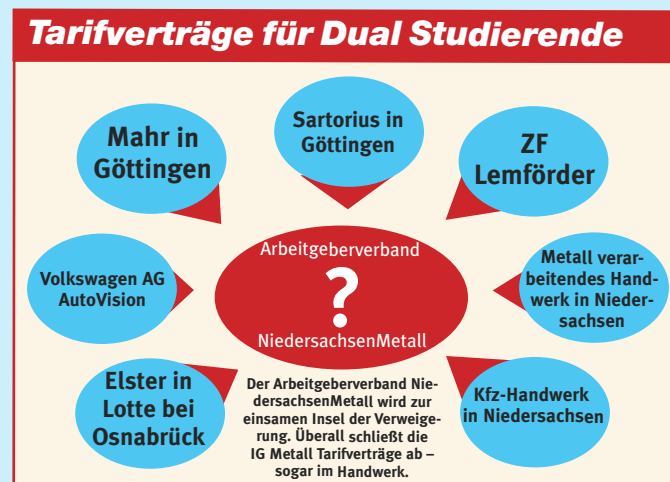 Tarifverträge für Dual Studierende
Mahr in
Göttingen
Sartorius in
Göttingen
ZF
Lemförder
Volkswagen AG
AutoVision
Arbeitgeberverband
?
NiedersachsenMetall
Metall verar-
beitendes Hand-
werk in Nieder-
sachsen
Elster in
Lotte bei
Osnabrück
Der Arbeitgeberverband Nie-
dersachsenMetall wird zur
einsamen Insel der Verweige-
rung. Überall schließt die
IG Metall Tarifverträge ab –
sogar im Handwerk.
Kfz-Handwerk
in Niedersachsen